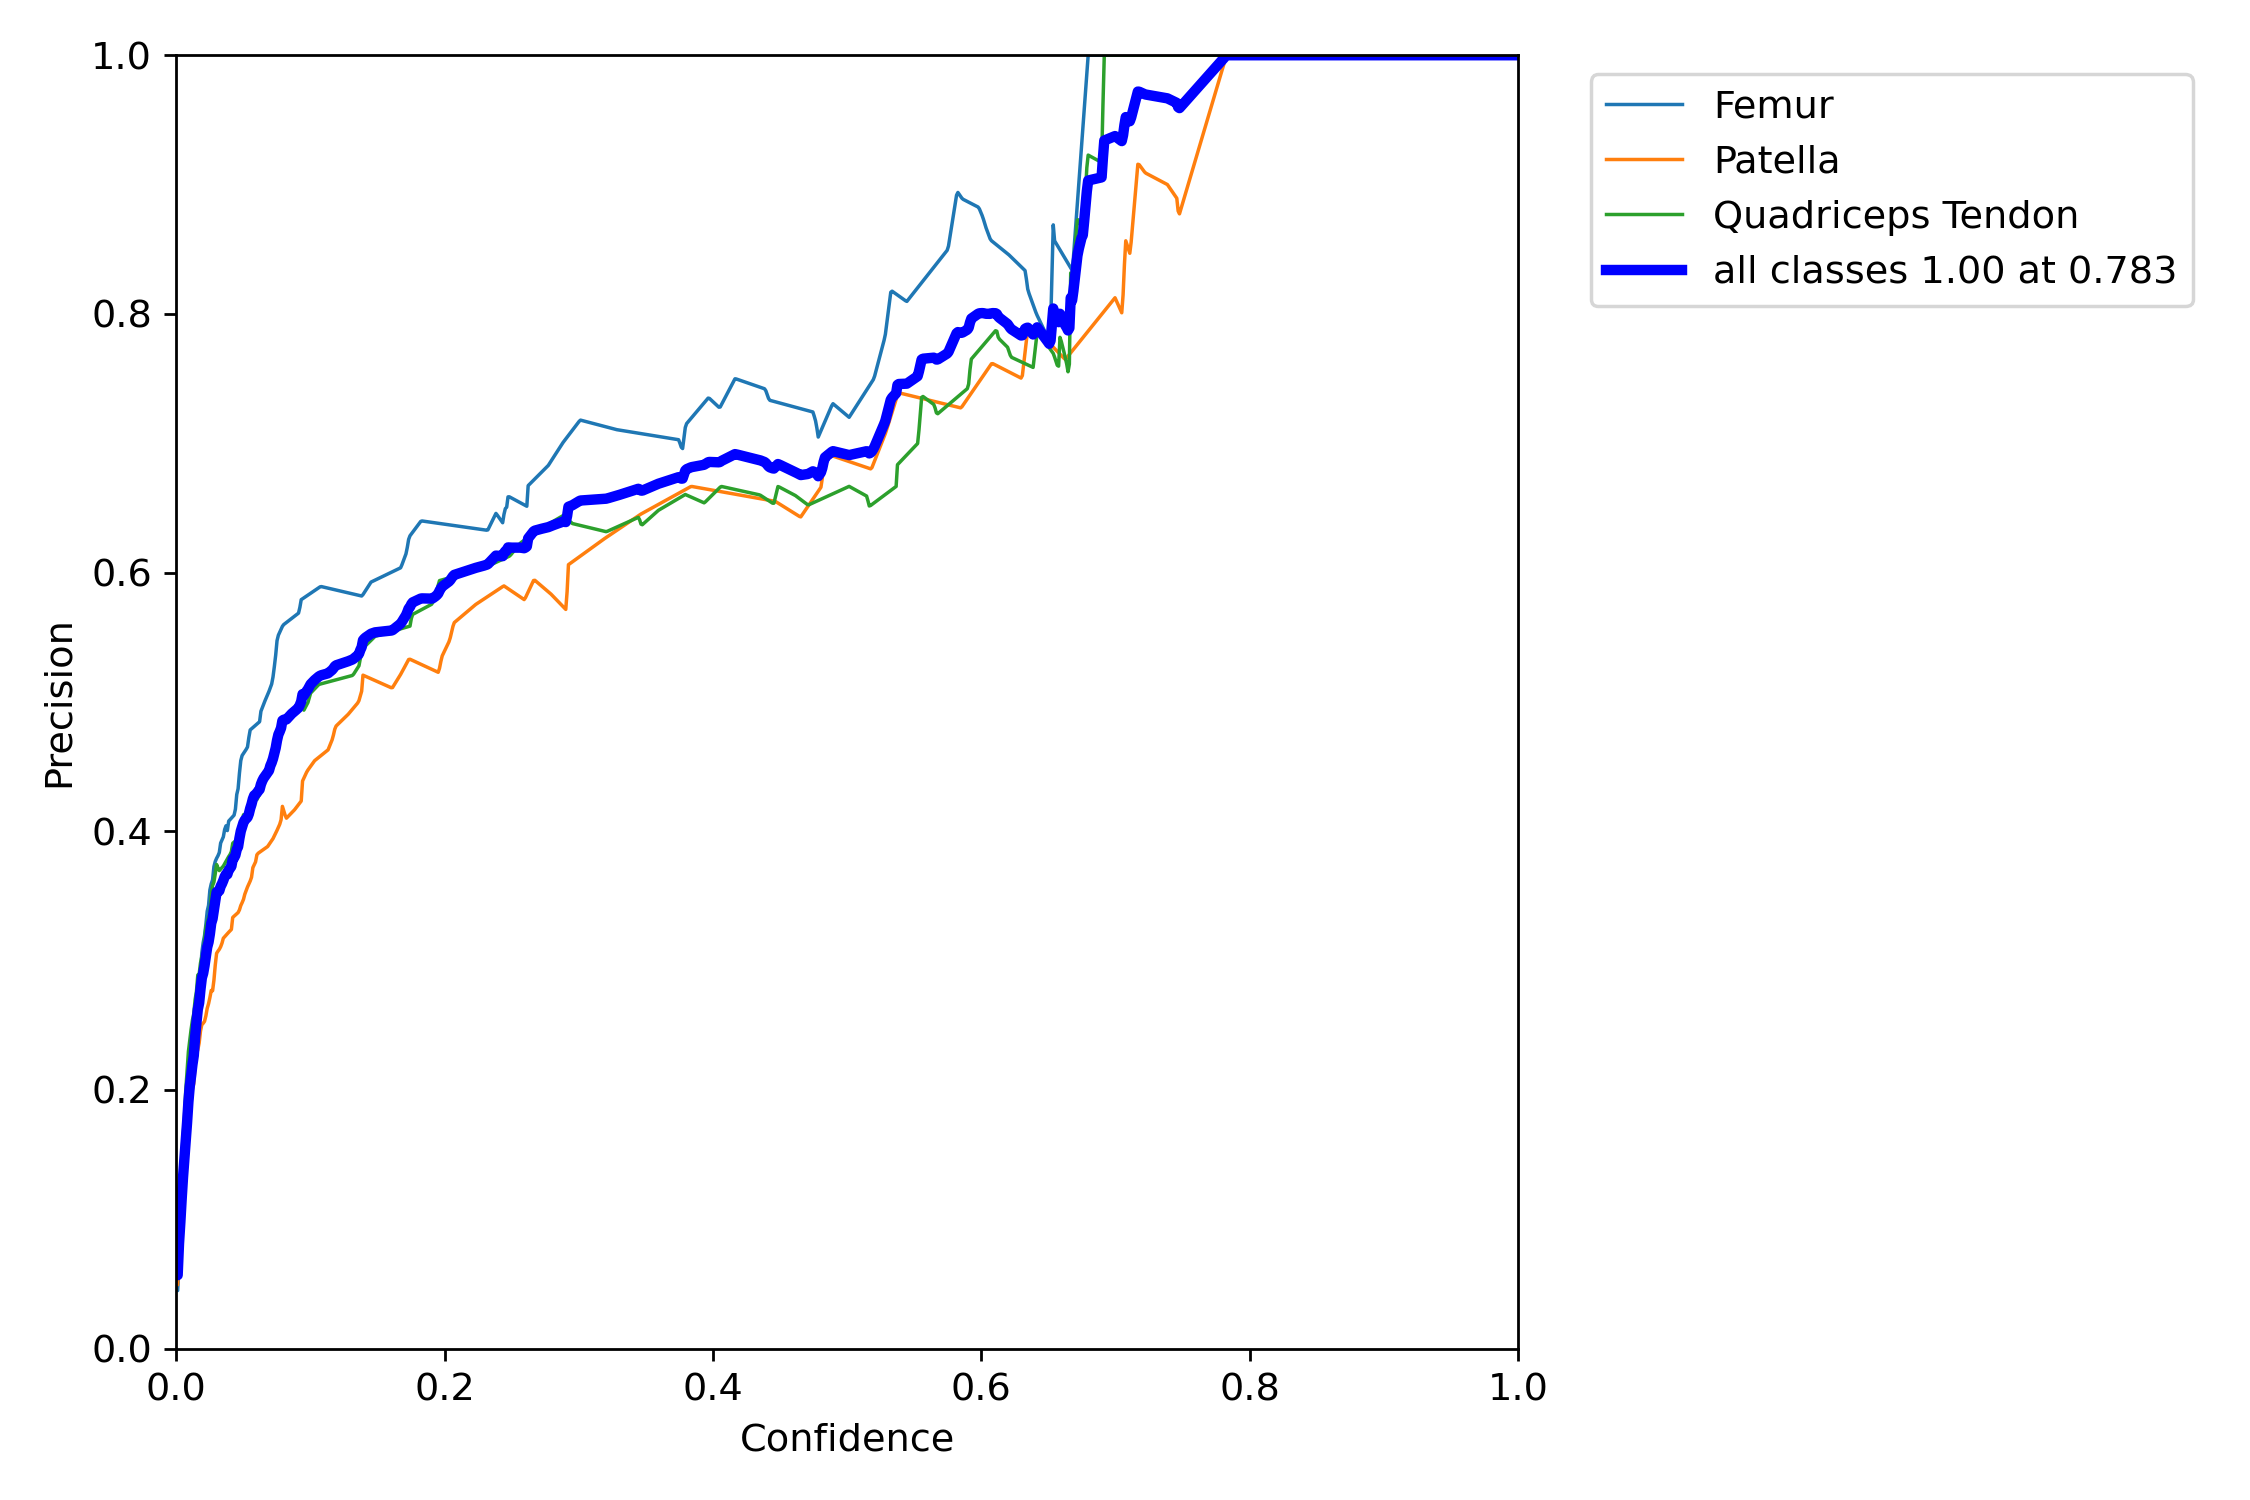 1.0
0.8
0.6
0.4
0.2
0.0
Precision
0.0 0.2 0.4 0.6 0.8 1.0
Confidence
Femur
Patella
Quadriceps Tendon
all classes 1.00 at 0.783